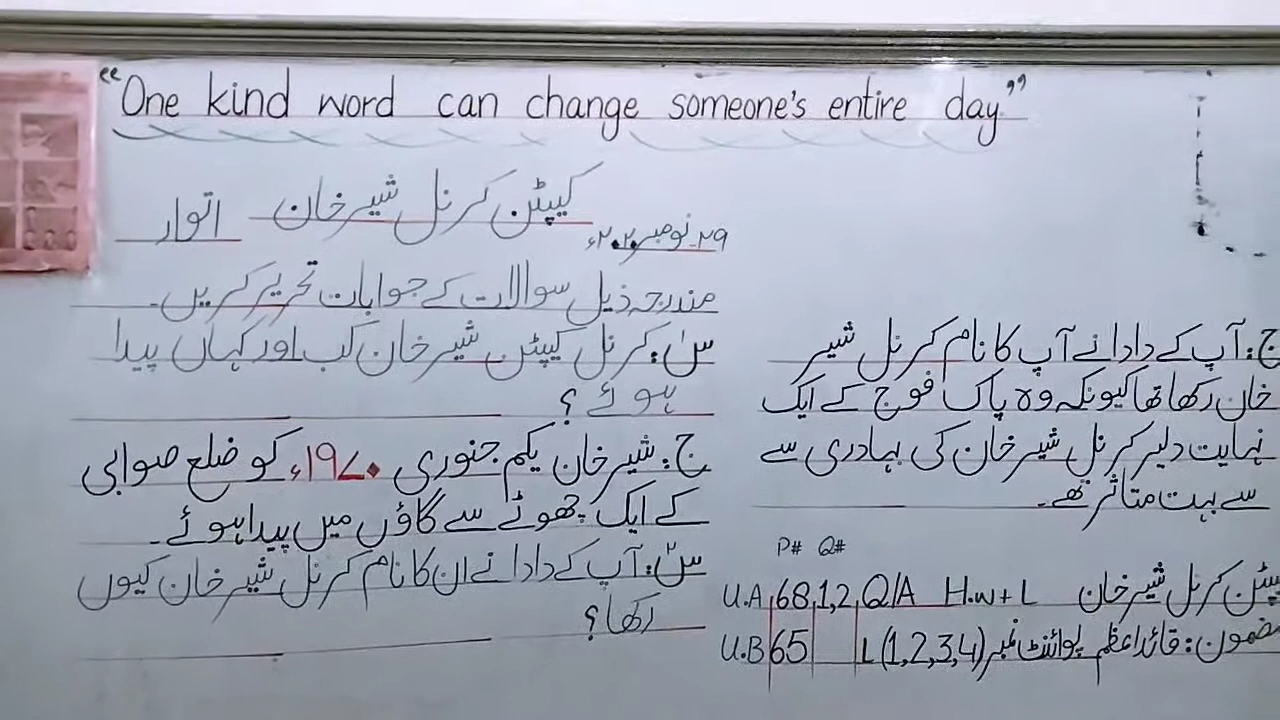 “One kind word can change someone's entire day”
کیپٹن کرنل شیر خان
اتوار
۲۹۔نومبر ۲۰۲۰ء
مندرجہ ذیل سوالات کے جوابات تحریر کریں۔
س۱: کرنل کیپٹن شیر خان کب اور کہاں پیدا
ہوئے؟
ج: شیر خان یکم جنوری ۱۹۷۰ء کو ضلع صوابی
کے ایک چھوٹے سے گاؤں میں پیدا ہوئے۔
س۲: آپ کے دادا نے ان کا نام کرنل شیر خان کیوں
رکھا؟
ج: آپ کے دادا نے آپ کا نام کرنل شیر
خان رکھا تھا کیونکہ وہ پاک فوج کے ایک
نہایت دلیر کرنل شیر خان کی بہادری سے
سے بہت متاثر تھے۔
P# Q#
U.A 68 1,2 Q/A H.w + L کرنل شیر خان
U.B 65 L (1,2,3,4) مضمون: قائداعظم پوائنٹ نمبر